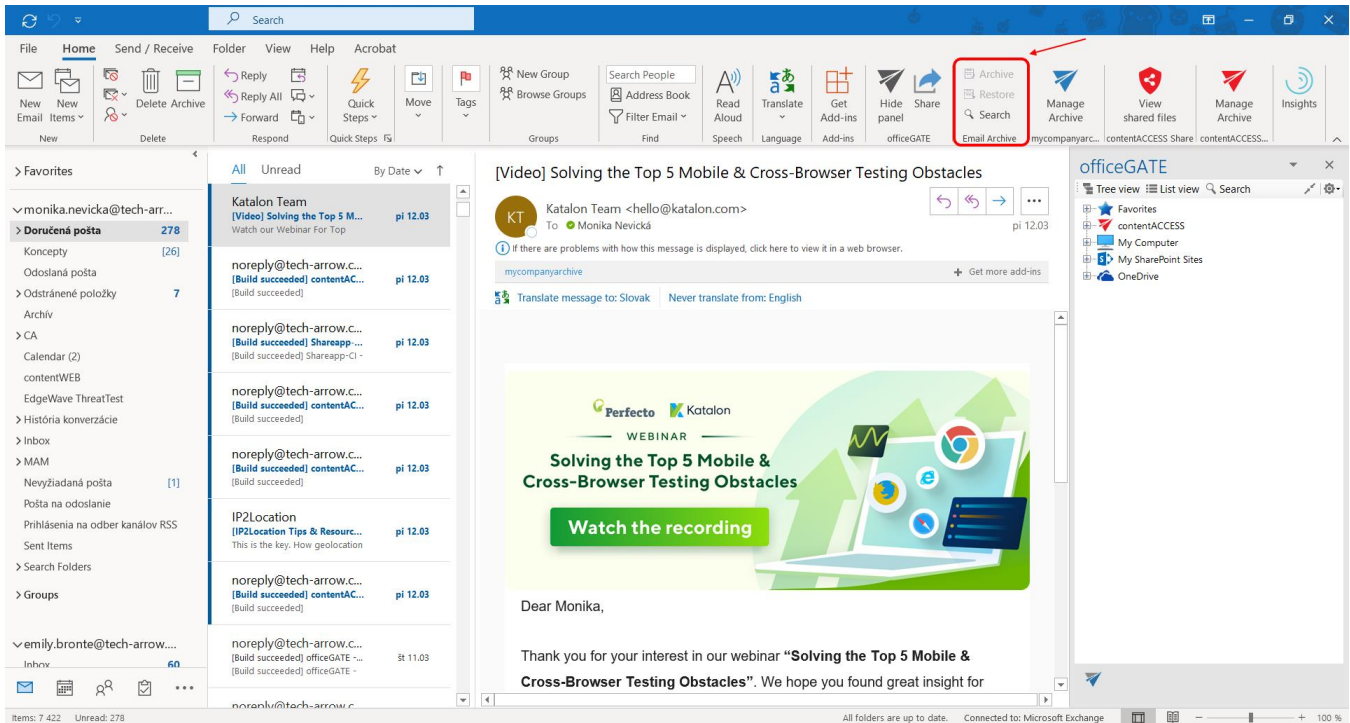 Search
File Home Send / Receive Folder View Help Acrobat
New Email
New Items
Delete
Archive
Reply
Reply All
Forward
Quick Steps
Move
Tags
New Group
Browse Groups
Search People
Address Book
Filter Email
Read Aloud
Translate
Get Add-ins
Hide panel
Share
Archive
Restore
Search
Manage Archive
View shared files
Manage Archive
Insights
New Delete Respond Quick Steps Groups Find Speech Language Add-ins officeGATE Email Archive mycompanyarc... contentACCESS Share contentACCESS...
Favorites
monika.nevicka@tech-arr...
Doručená pošta 278
Koncepty [26]
Odoslaná pošta
Odstránené položky 7
Archív
CA
Calendar (2)
contentWEB
EdgeWave ThreatTest
História konverzácie
Inbox
MAM
Nevyžiadaná pošta [1]
Pošta na odoslanie
Prihlásenia na odber kanálov RSS
Sent Items
Search Folders
Groups
emily.bronte@tech-arrow....
Inbox 60
All Unread By Date
Katalon Team
[Video] Solving the Top 5 M... pi 12.03
Watch our Webinar For Top
noreply@tech-arrow.c...
[Build succeeded] contentAC... pi 12.03
[Build succeeded]
noreply@tech-arrow.c...
[Build succeeded] Shareapp-... pi 12.03
[Build succeeded] Shareapp-CI -
noreply@tech-arrow.c...
[Build succeeded] contentAC... pi 12.03
[Build succeeded]
noreply@tech-arrow.c...
[Build succeeded] contentAC... pi 12.03
[Build succeeded]
IP2Location
[IP2Location Tips & Resourc... pi 12.03
This is the key. How geolocation
noreply@tech-arrow.c...
[Build succeeded] contentAC... pi 12.03
[Build succeeded]
noreply@tech-arrow.c...
[Build succeeded] officeGATE -... št 11.03
[Build succeeded] officeGATE -
noreply@tech-arrow.c...
[Video] Solving the Top 5 Mobile & Cross-Browser Testing Obstacles
KT
Katalon Team <hello@katalon.com>
To Monika Nevická pi 12.03
If there are problems with how this message is displayed, click here to view it in a web browser.
mycompanyarchive + Get more add-ins
Translate message to: Slovak Never translate from: English
Perfecto Katalon
WEBINAR
Solving the Top 5 Mobile &
Cross-Browser Testing Obstacles
Watch the recording
Dear Monika,
Thank you for your interest in our webinar “Solving the Top 5 Mobile &
Cross-Browser Testing Obstacles”. We hope you found great insight for
officeGATE
Tree view List view Search
Favorites
contentACCESS
My Computer
My SharePoint Sites
OneDrive
Items: 7 422 Unread: 278 All folders are up to date. Connected to: Microsoft Exchange 100 %